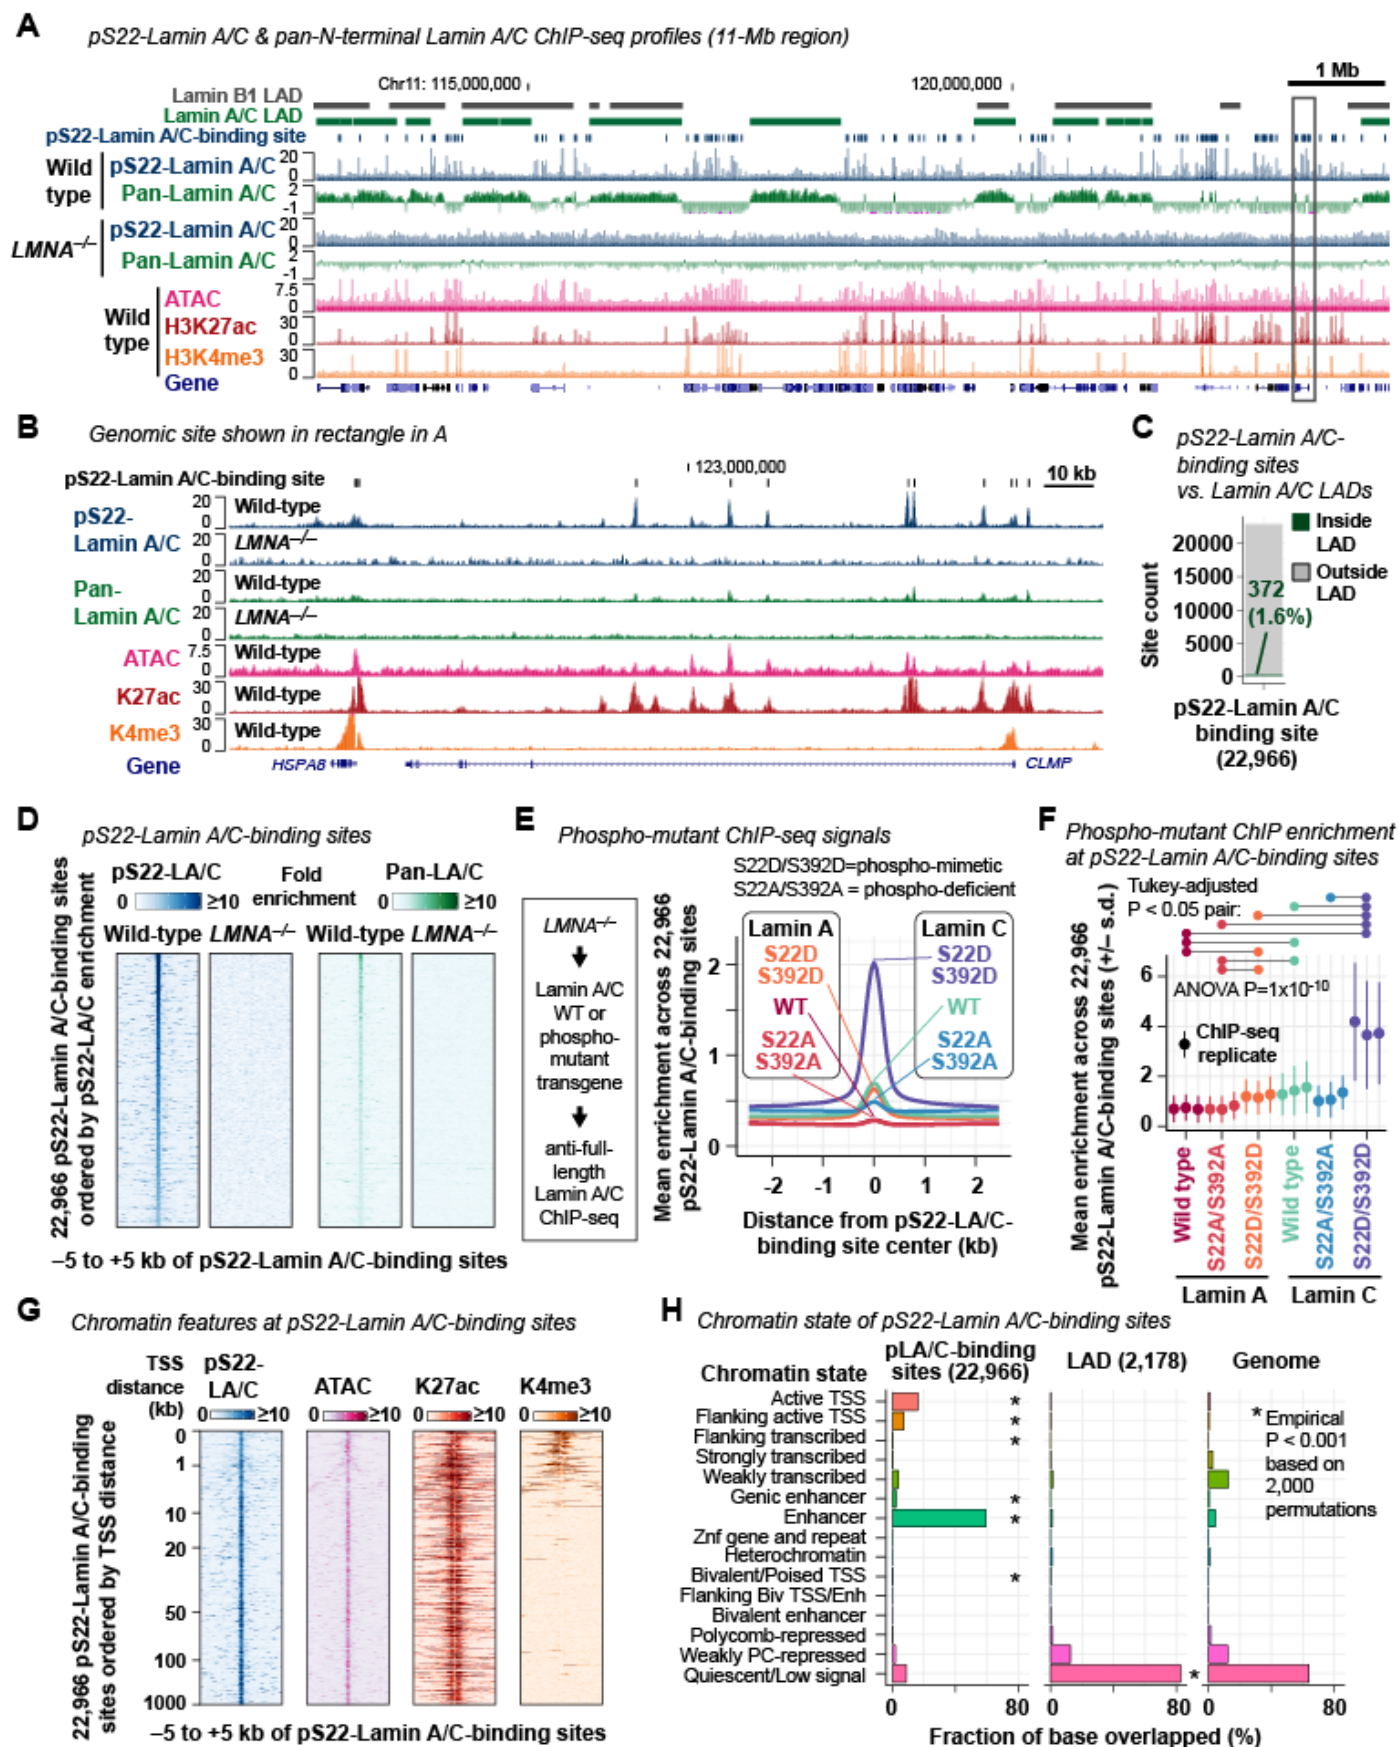 A
pS22-Lamin A/C & pan-N-terminal Lamin A/C ChIP-seq profiles (11-Mb region)
Chr11: 115,000,000
120,000,000
1 Mb
Lamin B1 LAD
Lamin A/C LAD
pS22-Lamin A/C-binding site
Wild type
pS22-Lamin A/C
20
0
Pan-Lamin A/C
2
-1
LMNA–/–
pS22-Lamin A/C
20
0
Pan-Lamin A/C
2
-1
Wild type
ATAC
7.5
0
H3K27ac
30
0
H3K4me3
30
0
Gene
B
Genomic site shown in rectangle in A
123,000,000
10 kb
pS22-Lamin A/C-binding site
pS22-
Lamin A/C
20
0
Wild-type
20
0
LMNA–/–
Pan-
Lamin A/C
20
0
Wild-type
20
0
LMNA–/–
ATAC
7.5
0
Wild-type
K27ac
30
0
Wild-type
K4me3
30
0
Wild-type
Gene
HSPA8
CLMP
C
pS22-Lamin A/C-
binding sites
vs. Lamin A/C LADs
Site count
20000
15000
10000
5000
0
372
(1.6%)
Inside
LAD
Outside
LAD
pS22-Lamin A/C
binding site
(22,966)
D
pS22-Lamin A/C-binding sites
pS22-LA/C
0 ≥10
Fold
enrichment
Pan-LA/C
0 ≥10
Wild-type LMNA–/– Wild-type LMNA–/–
22,966 pS22-Lamin A/C-binding sites
ordered by pS22-LA/C enrichment
–5 to +5 kb of pS22-Lamin A/C-binding sites
E
Phospho-mutant ChIP-seq signals
S22D/S392D=phospho-mimetic
S22A/S392A = phospho-deficient
LMNA–/–
Lamin A/C
WT or
phospho-
mutant
transgene
anti-full-
length
Lamin A/C
ChIP-seq
Mean enrichment across 22,966
pS22-Lamin A/C-binding sites
2
1
0
Lamin A
S22D
S392D
WT
S22A
S392A
Lamin C
S22D
S392D
WT
S22A
S392A
-2 -1 0 1 2
Distance from pS22-LA/C-
binding site center (kb)
F
Phospho-mutant ChIP enrichment
at pS22-Lamin A/C-binding sites
Tukey-adjusted
P < 0.05 pair:
ANOVA P=1x10-10
ChIP-seq
replicate
Mean enrichment across 22,966
pS22-Lamin A/C-binding sites (+/– s.d.)
6
4
2
0
Wild type
S22A/S392A
S22D/S392D
Wild type
S22A/S392A
S22D/S392D
Lamin A
Lamin C
G
Chromatin features at pS22-Lamin A/C-binding sites
TSS
distance
(kb)
pS22-
LA/C
ATAC
K27ac
K4me3
0 ≥10
0 ≥10
0 ≥10
0 ≥10
22,966 pS22-Lamin A/C-binding
sites ordered by TSS distance
0
1
10
20
50
100
1000
–5 to +5 kb of pS22-Lamin A/C-binding sites
H
Chromatin state of pS22-Lamin A/C-binding sites
Chromatin state
pLA/C-binding
sites (22,966)
LAD (2,178)
Genome
Active TSS *
Flanking active TSS *
Flanking transcribed *
Strongly transcribed
Weakly transcribed
Genic enhancer *
Enhancer *
Znf gene and repeat
Heterochromatin
Bivalent/Poised TSS *
Flanking Biv TSS/Enh
Bivalent enhancer
Polycomb-repressed
Weakly PC-repressed
Quiescent/Low signal *
* Empirical
P < 0.001
based on
2,000
permutations
0 80
0 80
0 80
Fraction of base overlapped (%)